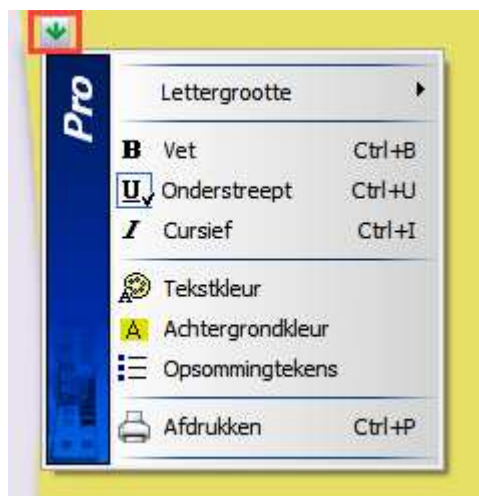 Pro
Lettergrootte
B Vet Ctrl+B
U Onderstreept Ctrl+U
I Cursief Ctrl+I
A Tekstkleur
A Achtergrondkleur
Opsommingtekens
Afdrukken Ctrl+P